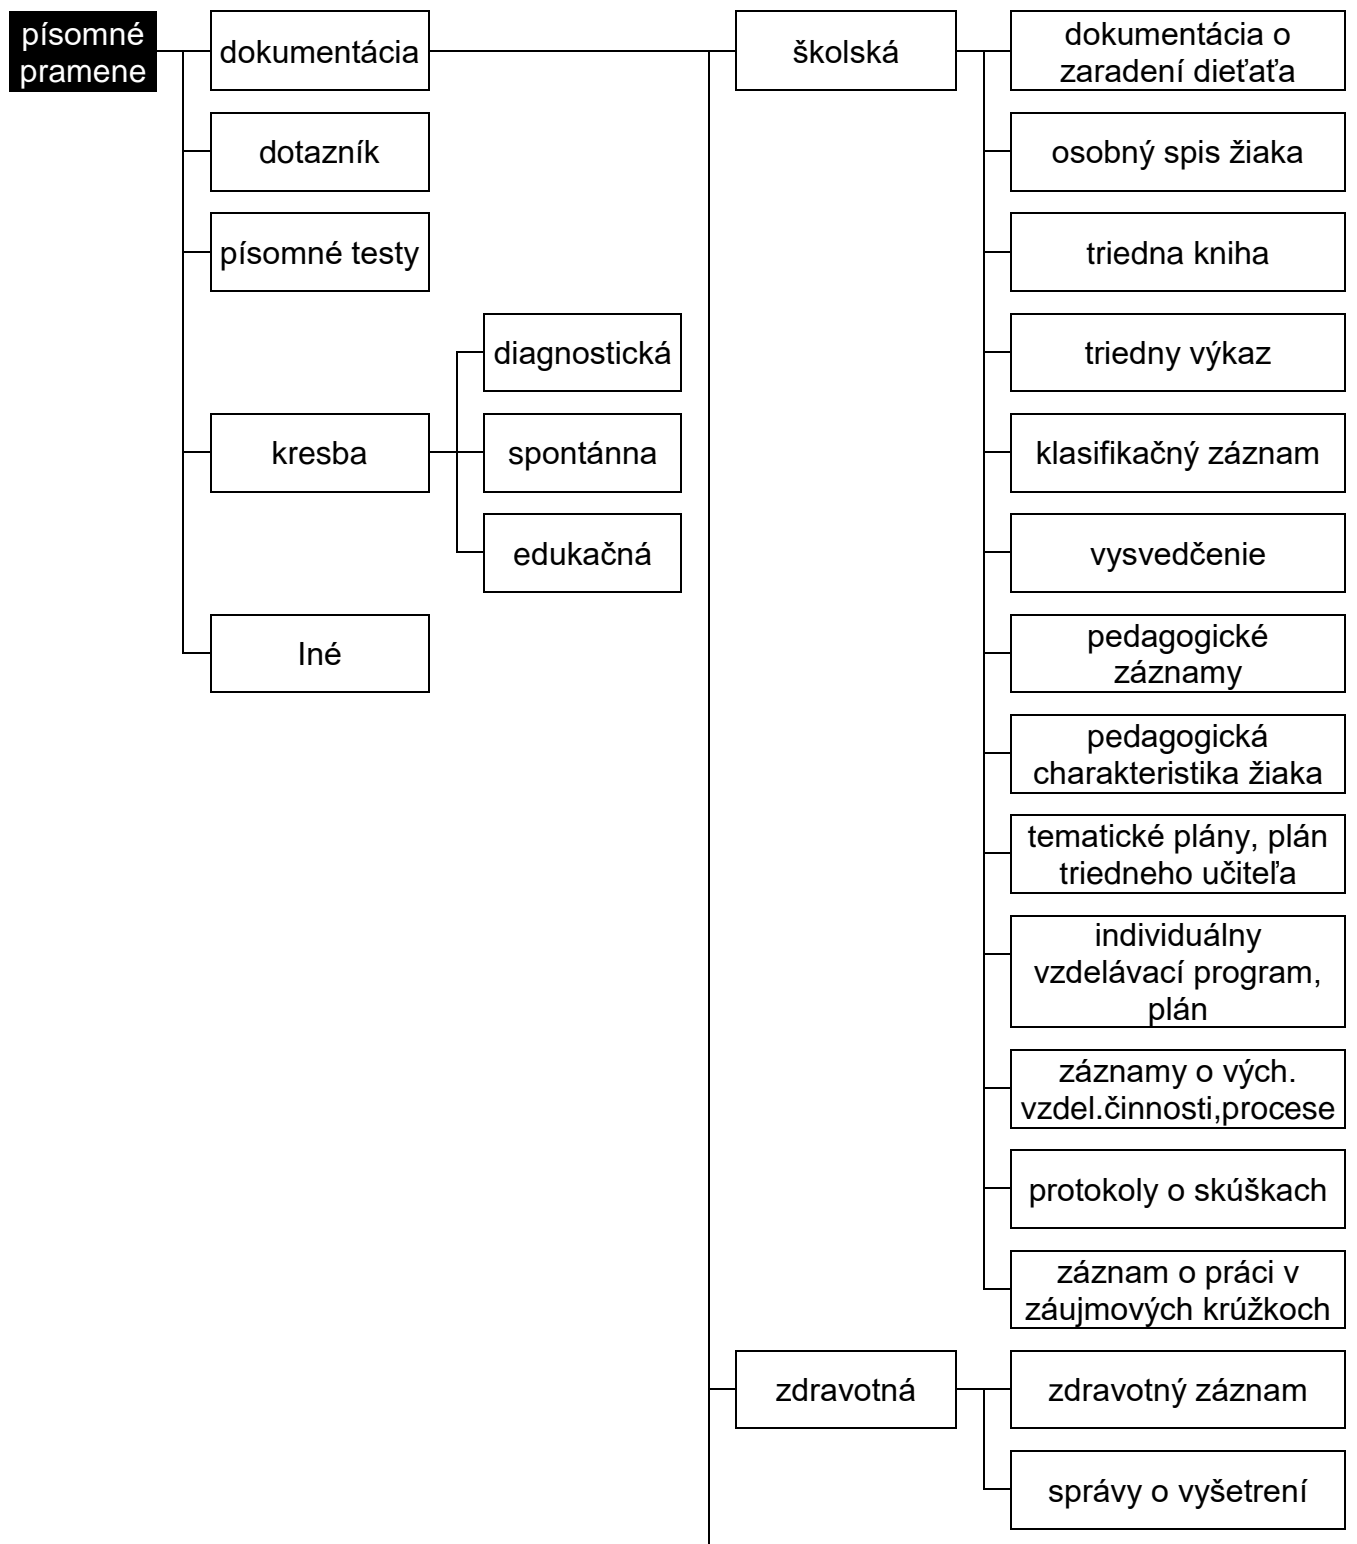 písomné
pramene
dokumentácia
školská
dokumentácia o
zaradení dieťaťa
dotazník
osobný spis žiaka
písomné testy
triedna kniha
diagnostická
triedny výkaz
kresba
spontánna
klasifikačný záznam
edukačná
vysvedčenie
Iné
pedagogické
záznamy
pedagogická
charakteristika žiaka
tematické plány, plán
triedneho učiteľa
individuálny
vzdelávací program,
plán
záznamy o vých.
vzdel.činnosti,procese
protokoly o skúškach
záznam o práci v
záujmových krúžkoch
zdravotná
zdravotný záznam
správy o vyšetrení